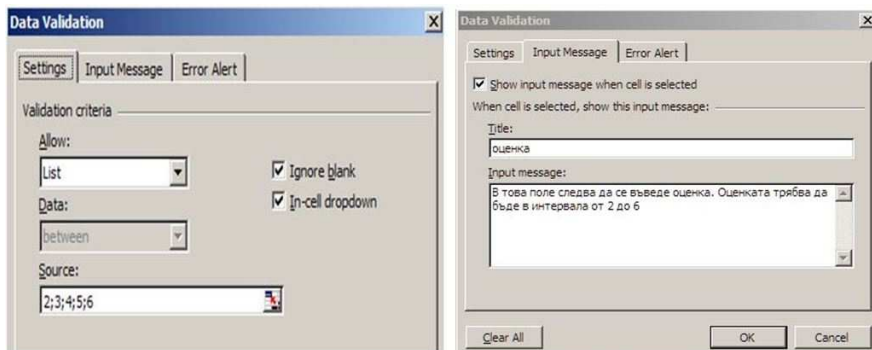 Data Validation
X
Settings
Input Message
Error Alert
Validation criteria
Allow:
List
Ignore blank
Data:
In-cell dropdown
between
Source:
2;3;4;5;6
Data Validation
X
Settings
Input Message
Error Alert
Show input message when cell is selected
When cell is selected, show this input message:
Title:
оценка
Input message:
В това поле следва да се въведе оценка. Оценката трябва да
бъде в интервала от 2 до 6
Clear All
OK
Cancel